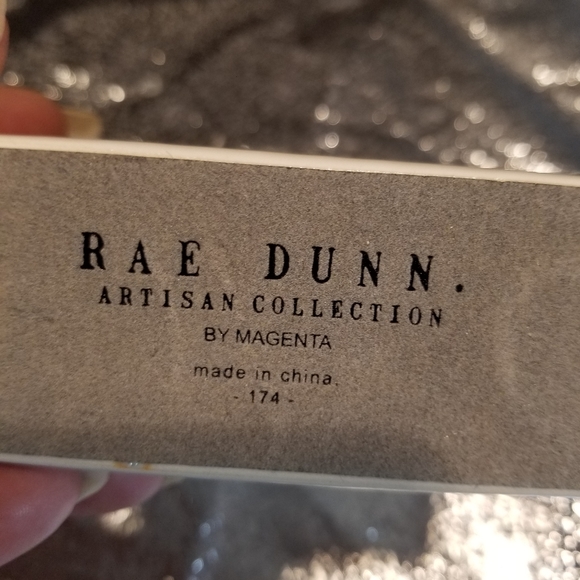 RAE DUNN.
ARTISAN COLLECTION
BY MAGENTA
made in china.
- 174 -